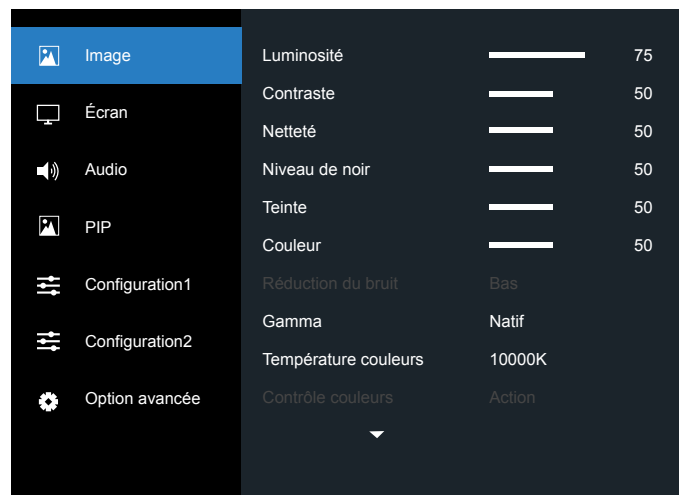 Image
Écran
Audio
PIP
Configuration1
Configuration2
Option avancée
Luminosité 75
Contraste 50
Netteté 50
Niveau de noir 50
Teinte 50
Couleur 50
Réduction du bruit Bas
Gamma Natif
Température couleurs 10000K
Contrôle couleurs Action